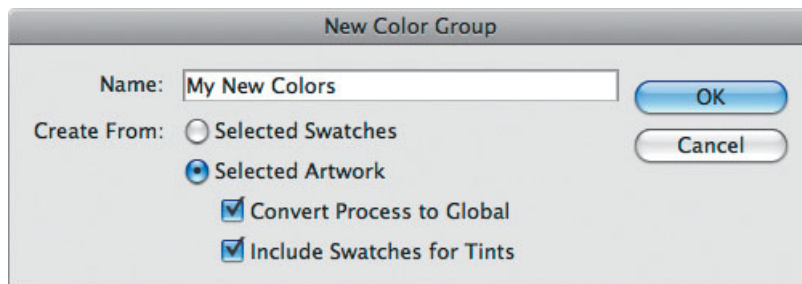 New Color Group
Name: My New Colors
OK
Create From: Selected Swatches
Cancel
Selected Artwork
Convert Process to Global
Include Swatches for Tints